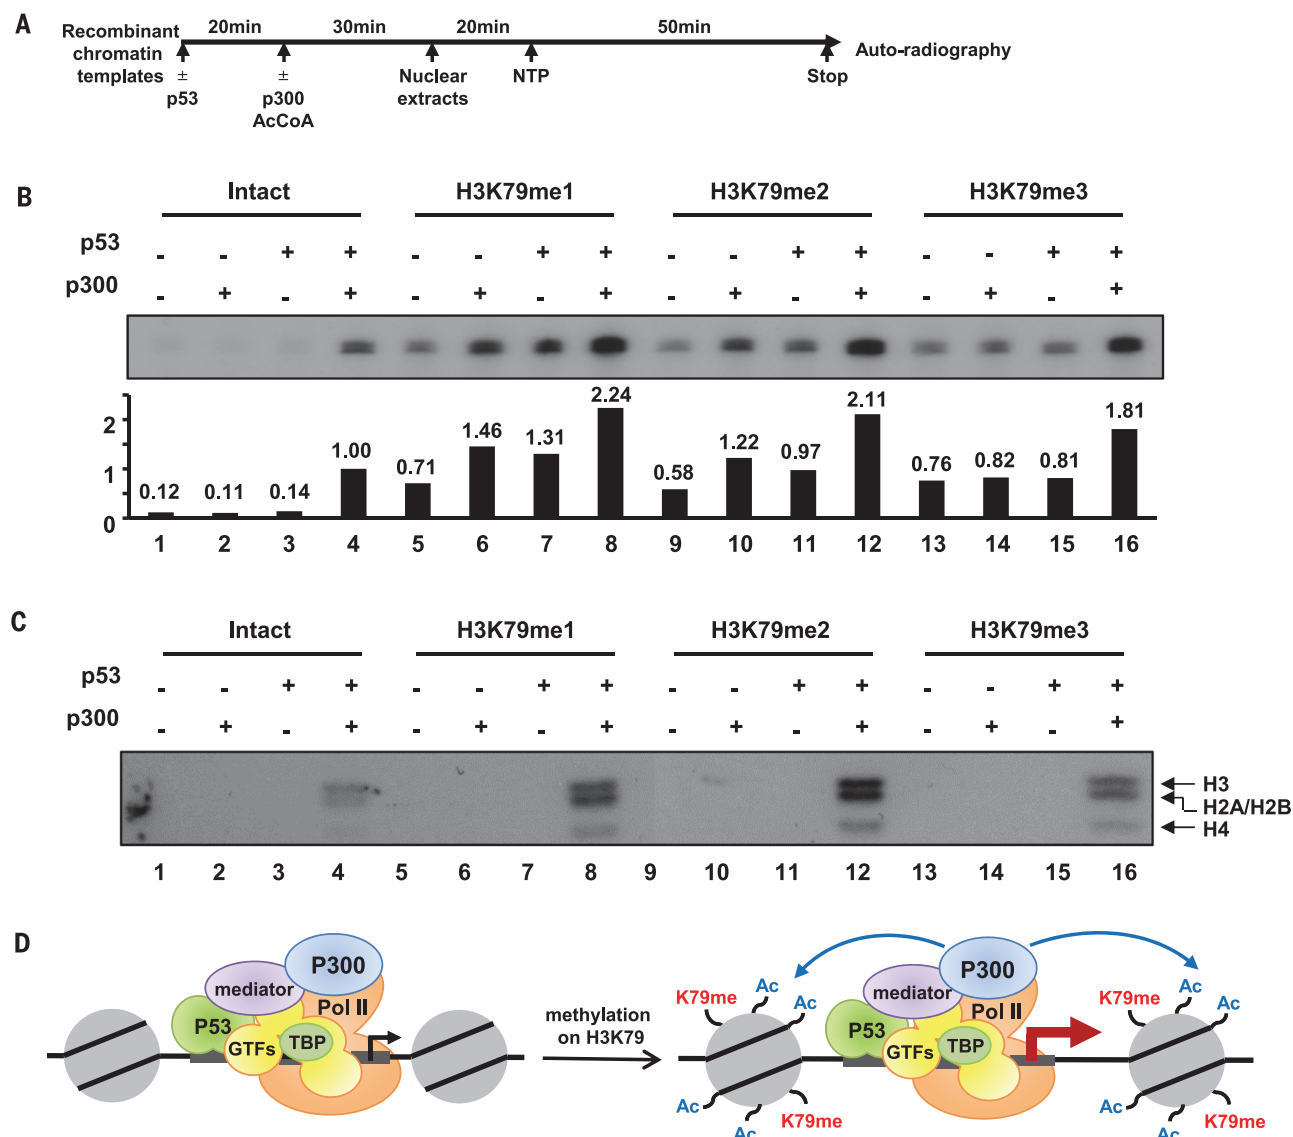 A
20min 30min 20min 50min
Recombinant
chromatin
templates
Auto-radiography
± ± Nuclear NTP Stop
p53 p300 extracts
AcCoA
B
Intact H3K79me1 H3K79me2 H3K79me3
p53 - - + + - - + + - - + + - - + +
p300 - + - + - + - + - + - + - + - +
2
1
0
0.12 0.11 0.14 1.00 0.71 1.46 1.31 2.24 0.58 1.22 0.97 2.11 0.76 0.82 0.81 1.81
1 2 3 4 5 6 7 8 9 10 11 12 13 14 15 16
C
Intact H3K79me1 H3K79me2 H3K79me3
p53 - - + + - - + + - - + + - - + +
p300 - + - + - + - + - + - + - + - +
H3
H2A/H2B
H4
1 2 3 4 5 6 7 8 9 10 11 12 13 14 15 16
D
P300
mediator
Pol II
P53
GTFs
TBP
methylation
on H3K79
P300
mediator
Pol II
P53
GTFs
TBP
K79me
Ac
Ac
Ac
Ac
K79me
K79me
Ac
Ac
Ac
Ac
K79me